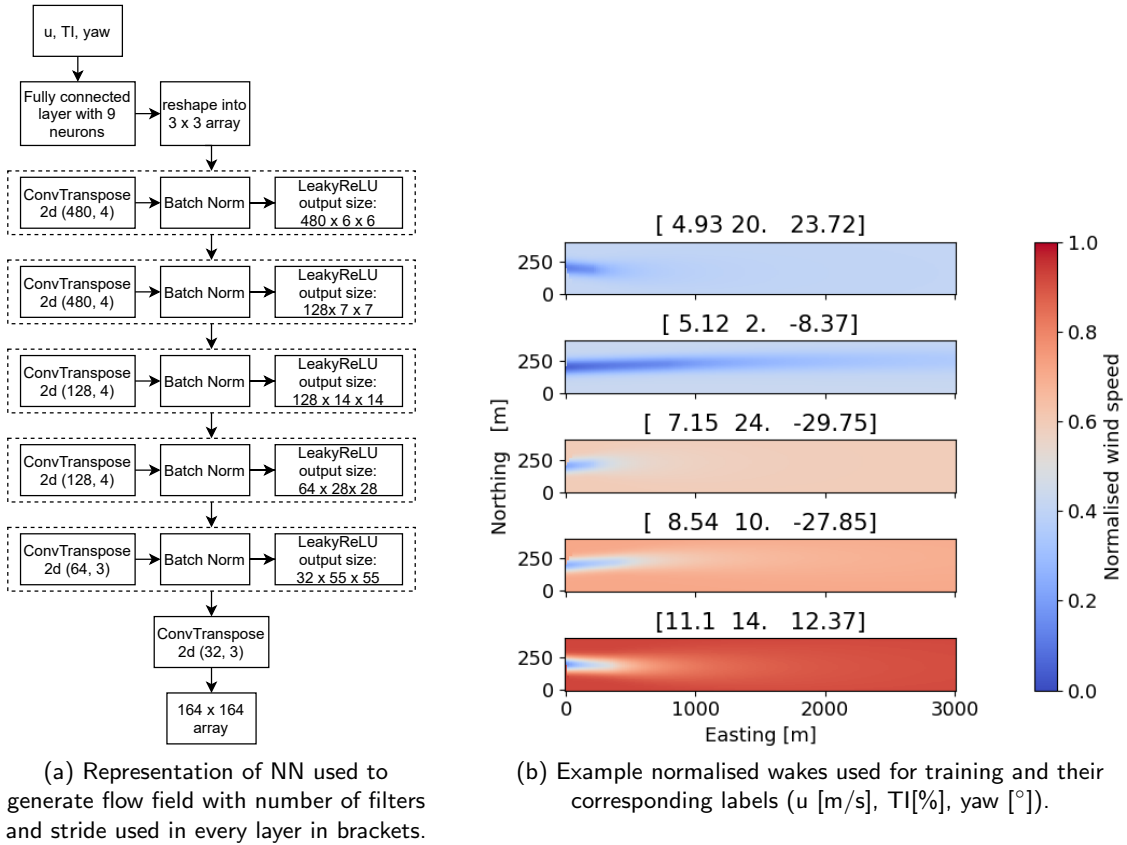 u, TI, yaw
Fully connected
layer with 9
neurons
reshape into
3 x 3 array
ConvTranspose
2d (480, 4)
Batch Norm
LeakyReLU
output size:
480 x 6 x 6
ConvTranspose
2d (480, 4)
Batch Norm
LeakyReLU
output size:
128x 7 x 7
ConvTranspose
2d (128, 4)
Batch Norm
LeakyReLU
output size:
128 x 14 x 14
ConvTranspose
2d (128, 4)
Batch Norm
LeakyReLU
output size:
64 x 28x 28
ConvTranspose
2d (64, 3)
Batch Norm
LeakyReLU
output size:
32 x 55 x 55
ConvTranspose
2d (32, 3)
164 x 164
array
(a) Representation of NN used to
generate flow field with number of filters
and stride used in every layer in brackets.
[ 4.93 20. 23.72]
250
0
[ 5.12 2. -8.37]
250
0
[ 7.15 24. -29.75]
250
0
[ 8.54 10. -27.85]
250
0
[11.1 14. 12.37]
250
0
0 1000 2000 3000
Easting [m]
Northing [m]
1.0
0.8
0.6
0.4
0.2
0.0
Normalised wind speed
(b) Example normalised wakes used for training and their
corresponding labels (u [m/s], TI[%], yaw [°]).